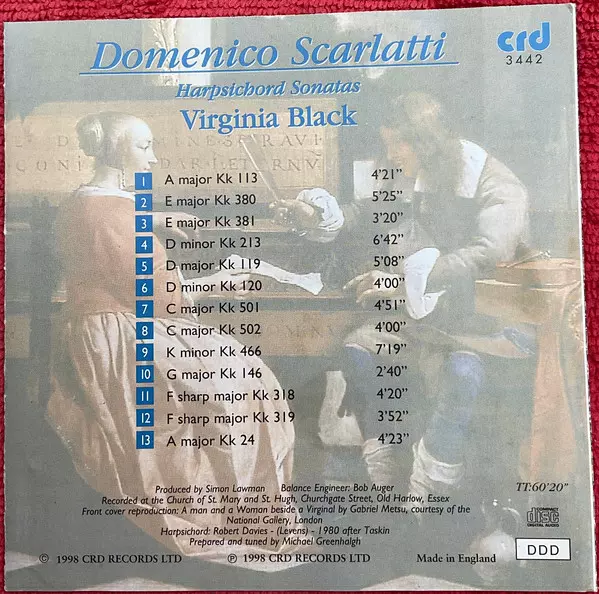 Domenico Scarlatti
crd
3442
Harpsichord Sonatas
Virginia Black
1 A major Kk 113 4'21"
2 E major Kk 380 5'25"
3 E major Kk 381 3'20"
4 D minor Kk 213 6'42"
5 D major Kk 119 5'08"
6 D minor Kk 120 4'00"
7 C major Kk 501 4'51"
8 C major Kk 502 4'00"
9 K minor Kk 466 7'19"
10 G major Kk 146 2'40"
11 F sharp major Kk 318 4'20"
12 F sharp major Kk 319 3'52"
13 A major Kk 24 4'23"
Produced by Simon Lawman Balance Engineer: Bob Auger
Recorded at the Church of St. Mary and St. Hugh, Churchgate Street, Old Harlow, Essex
Front cover reproduction: A man and a Woman beside a Virginal by Gabriel Metsu, courtesy of the
National Gallery, London
Harpsichord: Robert Davies - (Levens) - 1980 after Taskin
Prepared and tuned by Michael Greenhalgh
TT:60'20"
COMPACT
disc
DIGITAL AUDIO
DDD
© 1998 CRD RECORDS LTD ℗ 1998 CRD RECORDS LTD Made in England